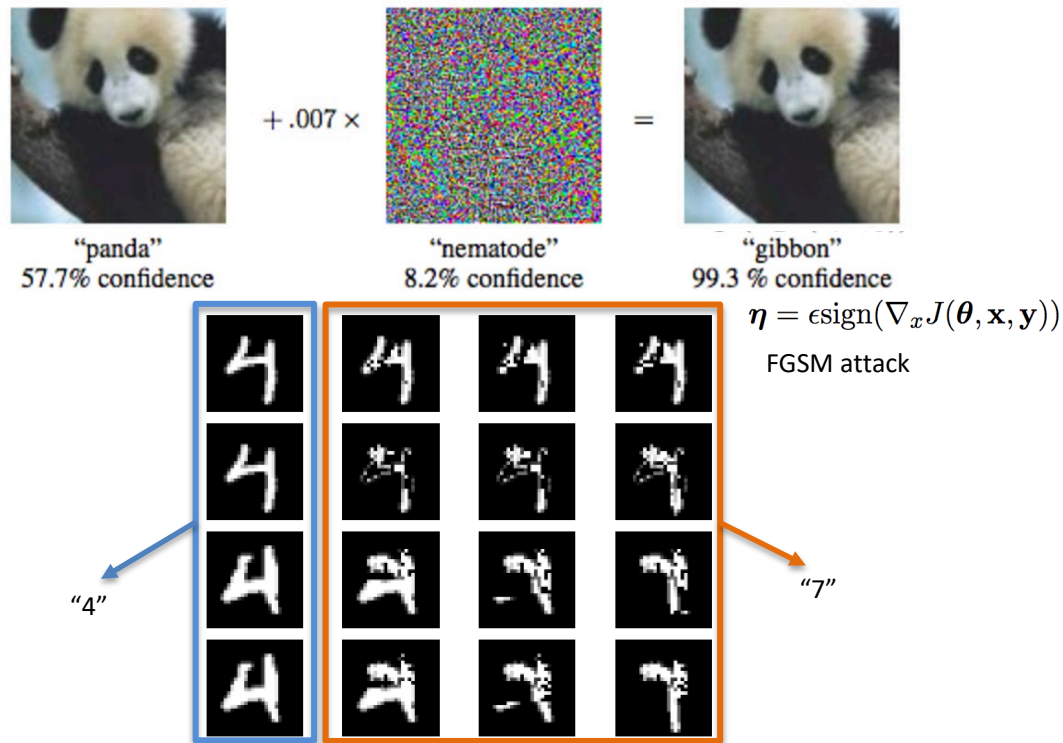 + .007 ×
=
“panda”
57.7% confidence
“nematode”
8.2% confidence
“gibbon”
99.3 % confidence
η = ϵsign(∇ₓJ(θ, x, y))
FGSM attack
“4”
“7”